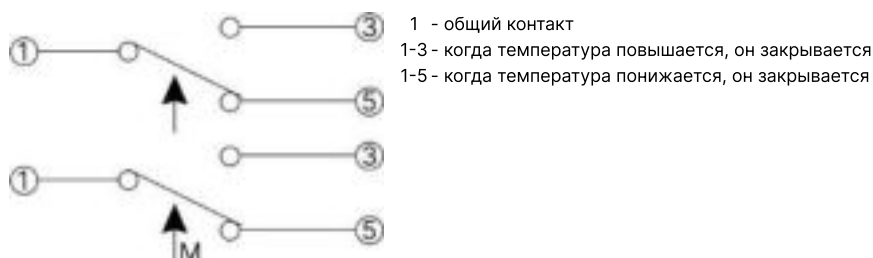 1 - общий контакт
1-3 - когда температура повышается, он закрывается
1-5 - когда температура понижается, он закрывается
3
1
5
3
1
5
M